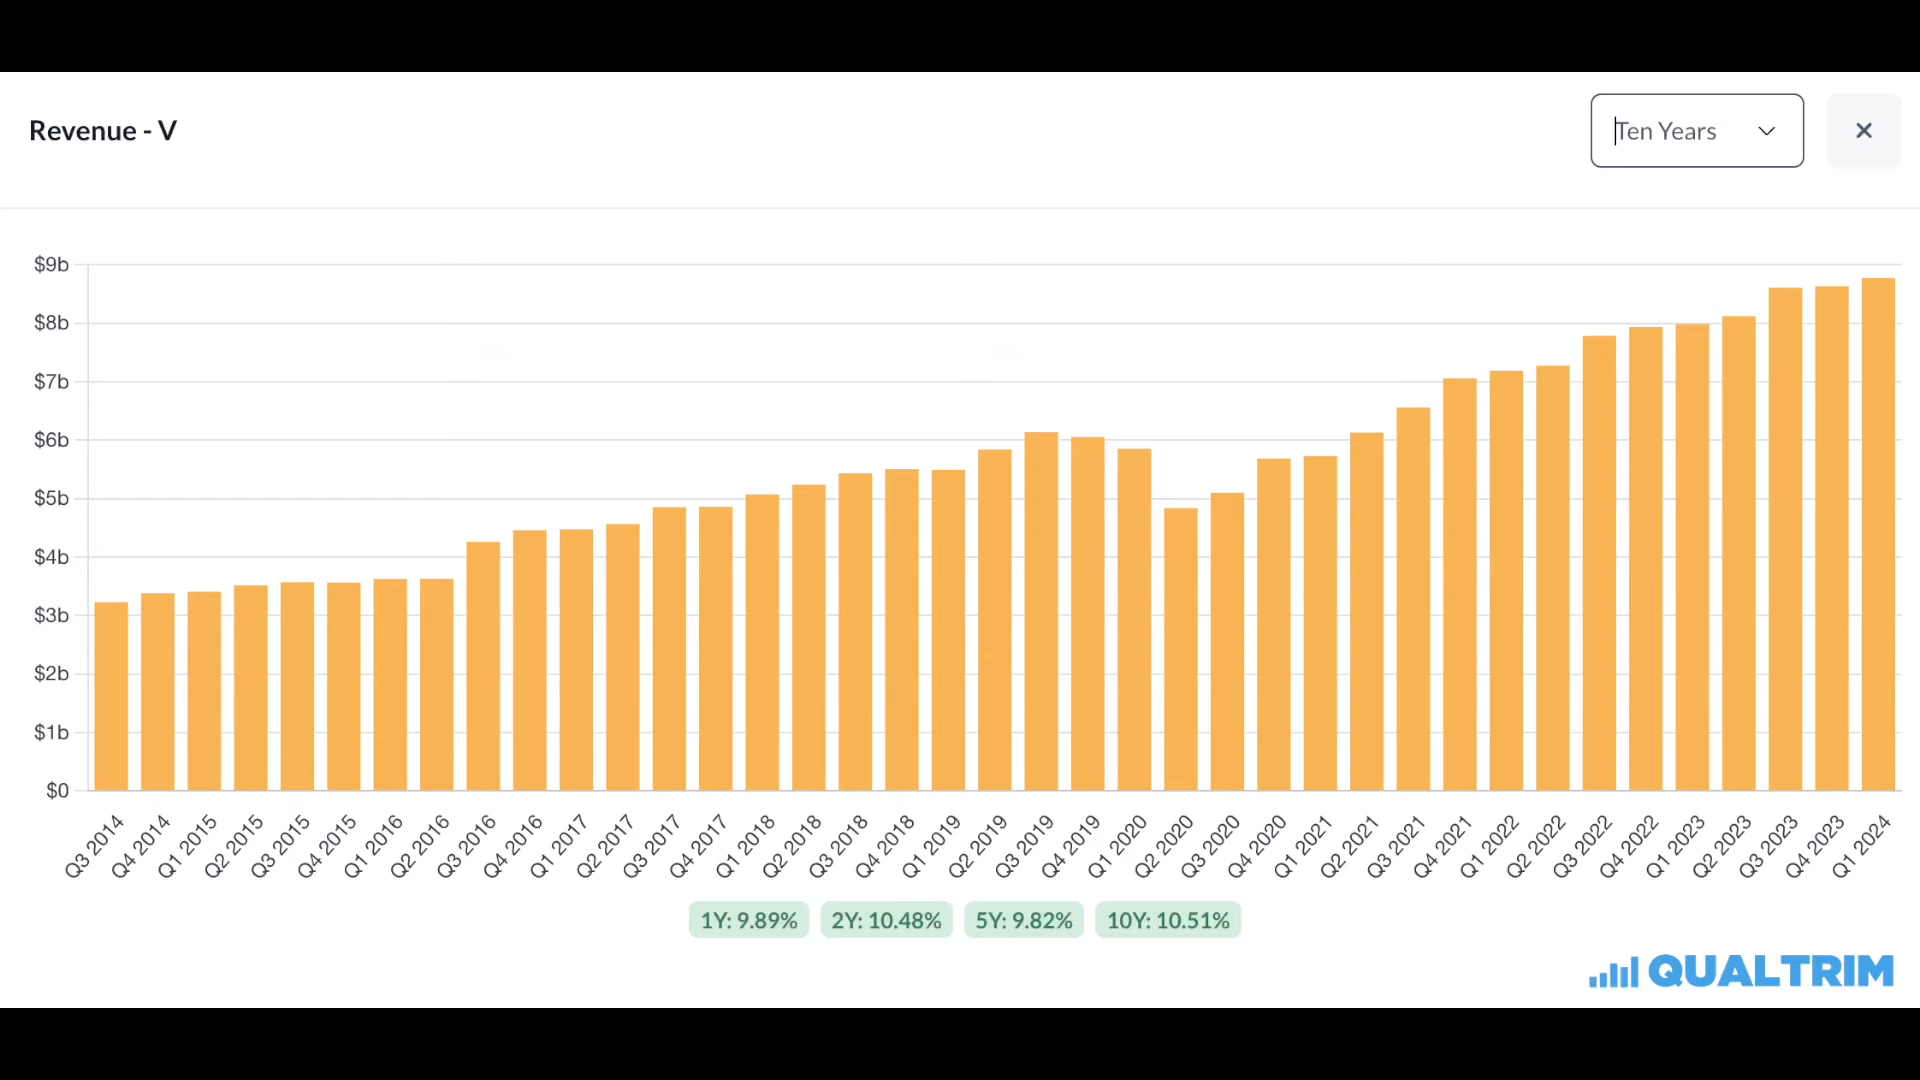 Revenue - V
Ten Years
$9b
$8b
$7b
$6b
$5b
$4b
$3b
$2b
$1b
$0
Q3 2014
Q4 2014
Q1 2015
Q2 2015
Q3 2015
Q4 2015
Q1 2016
Q2 2016
Q3 2016
Q4 2016
Q1 2017
Q2 2017
Q3 2017
Q4 2017
Q1 2018
Q2 2018
Q3 2018
Q4 2018
Q1 2019
Q2 2019
Q3 2019
Q4 2019
Q1 2020
Q2 2020
Q3 2020
Q4 2020
Q1 2021
Q2 2021
Q3 2021
Q4 2021
Q1 2022
Q2 2022
Q3 2022
Q4 2022
Q1 2023
Q2 2023
Q3 2023
Q4 2023
Q1 2024
1Y: 9.89%
2Y: 10.48%
5Y: 9.82%
10Y: 10.51%
QUALTRIM